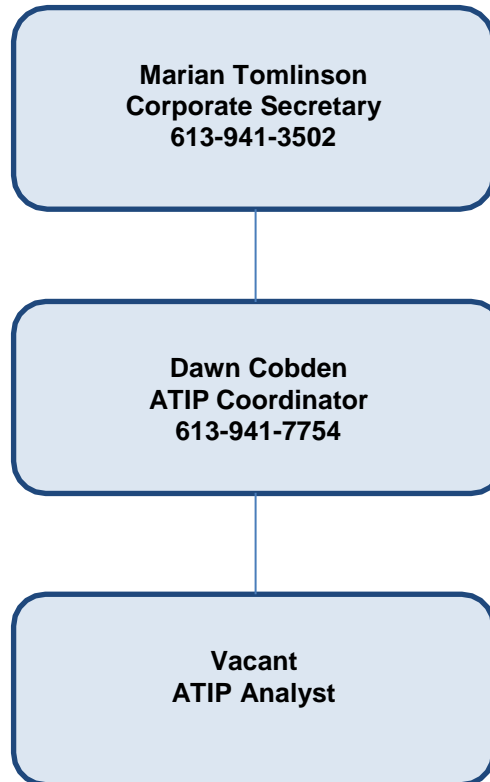 Marian Tomlinson
Corporate Secretary
613-941-3502
Dawn Cobden
ATIP Coordinator
613-941-7754
Vacant
ATIP Analyst